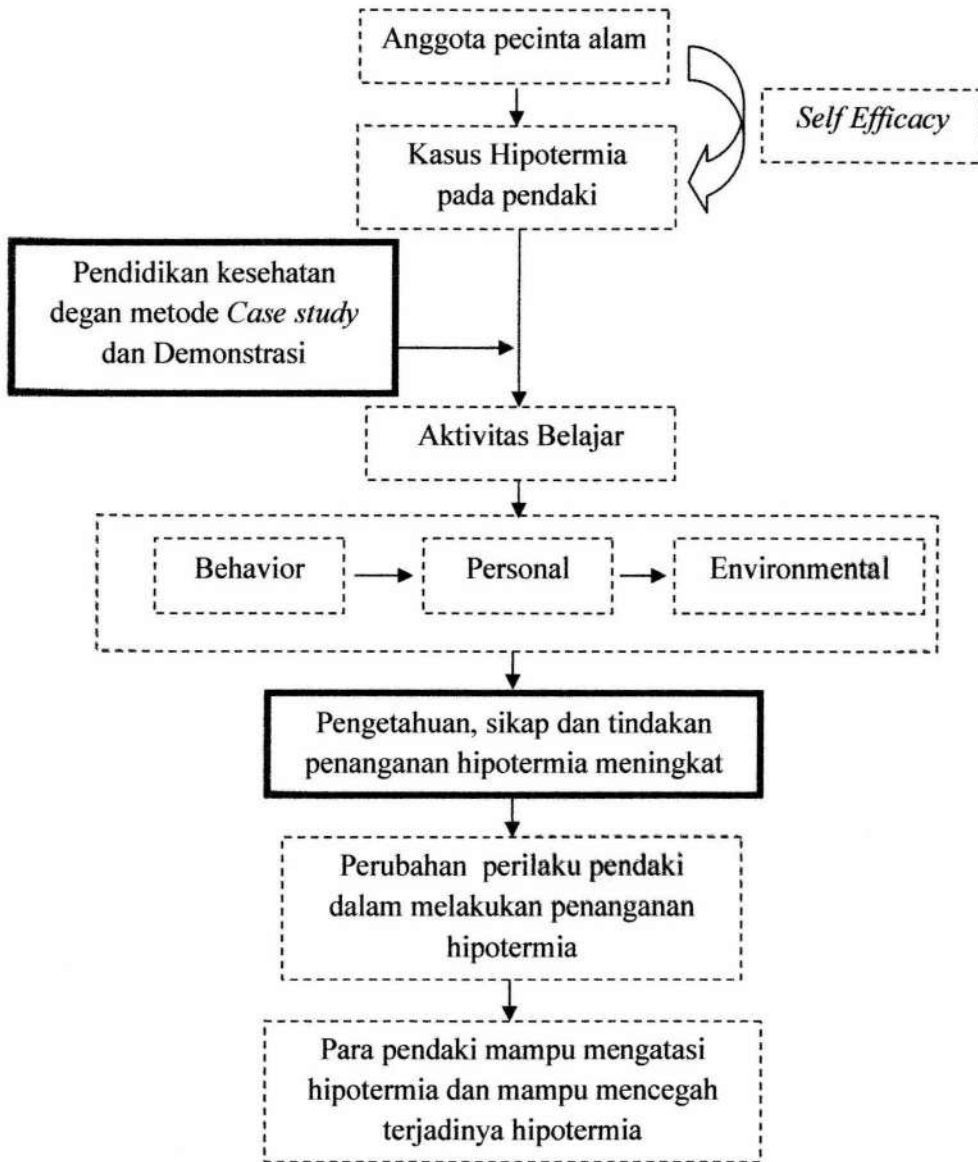 Anggota pecinta alam
Self Efficacy
Kasus Hipotermia
pada pendaki
Pendidikan kesehatan
degan metode Case study
dan Demonstrasi
Aktivitas Belajar
Behavior
Personal
Environmental
Pengetahuan, sikap dan tindakan
penanganan hipotermia meningkat
Perubahan perilaku pendaki
dalam melakukan penanganan
hipotermia
Para pendaki mampu mengatasi
hipotermia dan mampu mencegah
terjadinya hipotermia